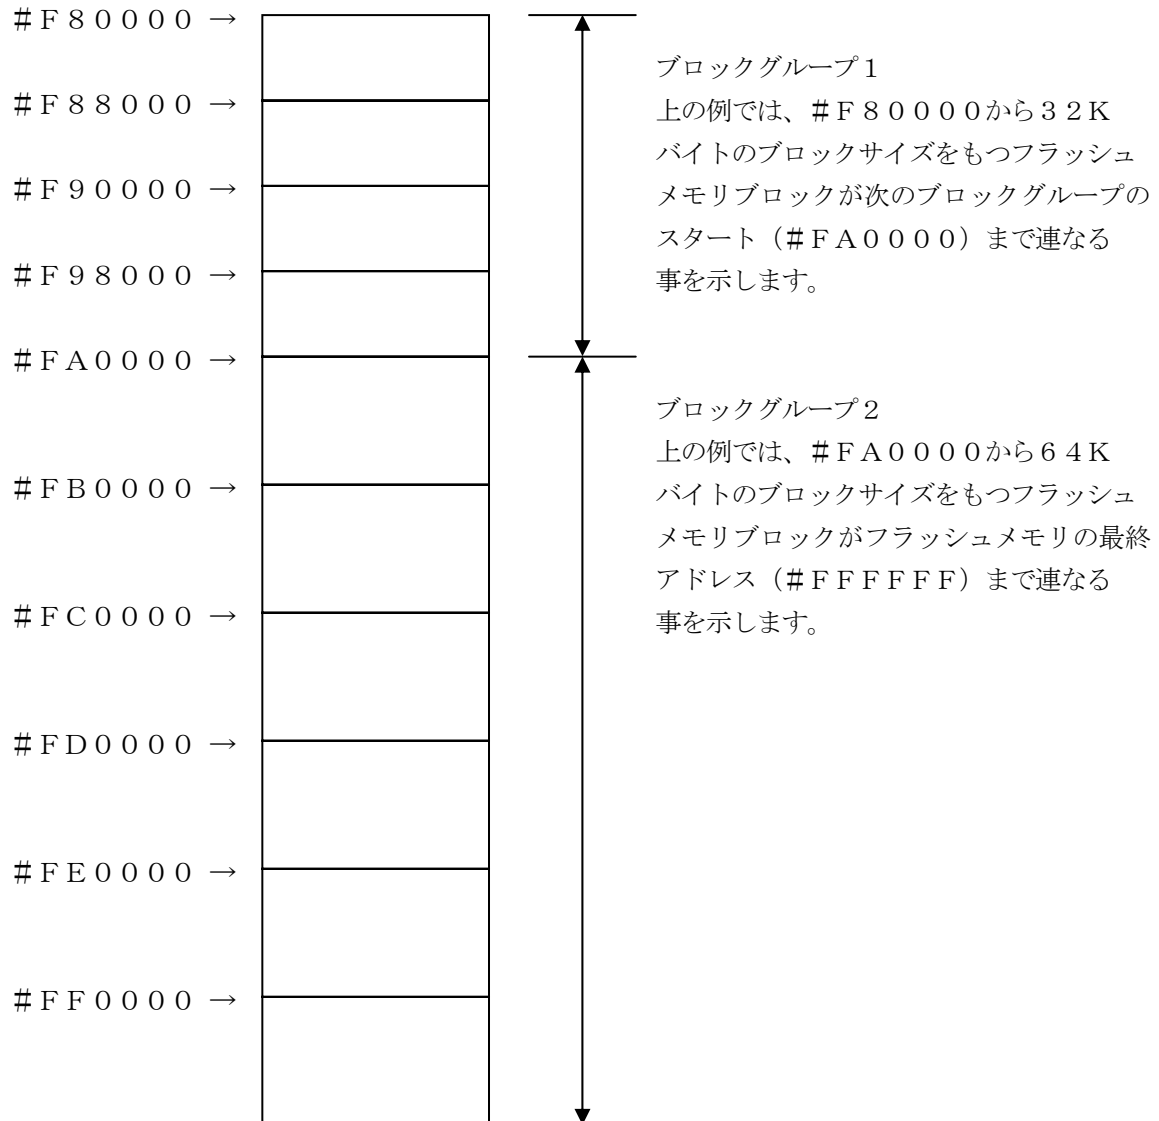 ＃Ｆ８００００ →
ブロックグループ１
＃Ｆ８８０００ →
上の例では、＃Ｆ８００００から３２Ｋ
バイトのブロックサイズをもつフラッシュ
＃Ｆ９００００ →
メモリブロックが次のブロックグループの
スタート（＃ＦＡ００００）まで連なる
＃Ｆ９８０００ →
事を示します。
＃ＦＡ００００ →
ブロックグループ２
上の例では、＃ＦＡ００００から６４Ｋ
＃ＦＢ００００ →
バイトのブロックサイズをもつフラッシュ
メモリブロックがフラッシュメモリの最終
アドレス（＃ＦＦＦＦＦＦ）まで連なる
＃ＦＣ００００ →
事を示します。
＃ＦＤ００００ →
＃ＦＥ００００ →
＃ＦＦ００００ →